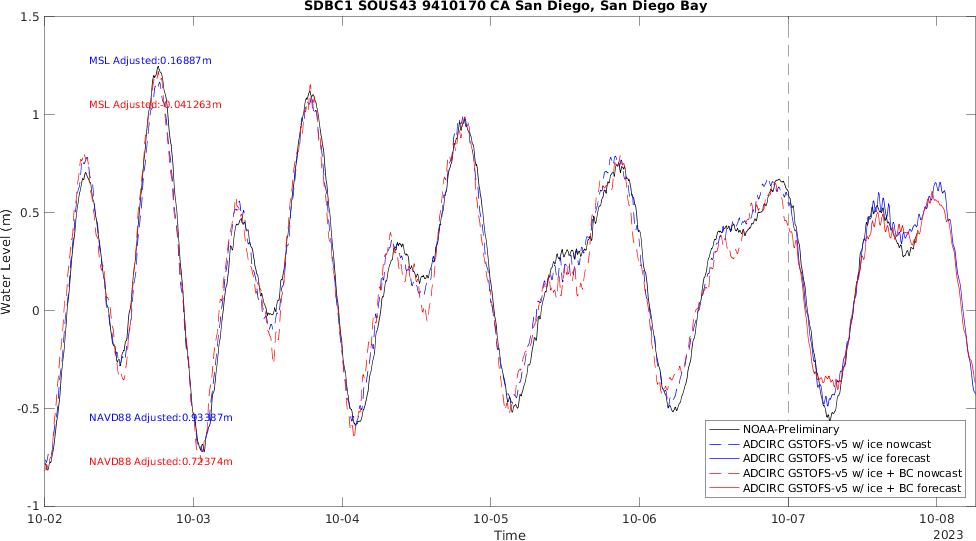 SDBC1 SOUS43 9410170 CA San Diego, San Diego Bay
1.5
MSL Adjusted:0.16887m
MSL Adjusted:-0.041263m
1
0.5
Water Level (m)
0
-0.5
NAVD88 Adjusted:0.93387m
NAVD88 Adjusted:0.72374m
NOAA-Preliminary
ADCIRC GSTOFS-v5 w/ ice nowcast
ADCIRC GSTOFS-v5 w/ ice forecast
ADCIRC GSTOFS-v5 w/ ice + BC nowcast
ADCIRC GSTOFS-v5 w/ ice + BC forecast
-1
10-02 10-03 10-04 10-05 10-06 10-07 10-08
Time
2023